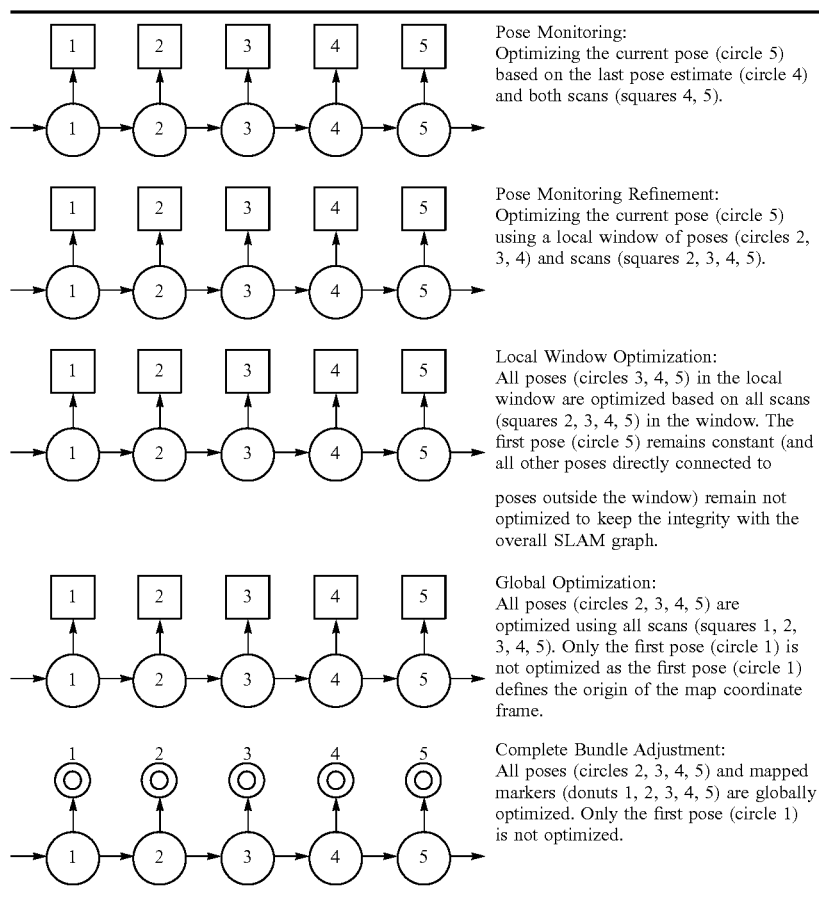 1 2 3 4 5
1 2 3 4 5
Pose Monitoring:
Optimizing the current pose (circle 5)
based on the last pose estimate (circle 4)
and both scans (squares 4, 5).
1 2 3 4 5
1 2 3 4 5
Pose Monitoring Refinement:
Optimizing the current pose (circle 5)
using a local window of poses (circles 2,
3, 4) and scans (squares 2, 3, 4, 5).
1 2 3 4 5
1 2 3 4 5
Local Window Optimization:
All poses (circles 3, 4, 5) in the local
window are optimized based on all scans
(squares 2, 3, 4, 5) in the window. The
first pose (circle 5) remains constant (and
all other poses directly connected to
poses outside the window) remain not
optimized to keep the integrity with the
overall SLAM graph.
1 2 3 4 5
1 2 3 4 5
Global Optimization:
All poses (circles 2, 3, 4, 5) are
optimized using all scans (squares 1, 2,
3, 4, 5). Only the first pose (circle 1) is
not optimized as the first pose (circle 1)
defines the origin of the map coordinate
frame.
1 2 3 4 5
1 2 3 4 5
Complete Bundle Adjustment:
All poses (circles 2, 3, 4, 5) and mapped
markers (donuts 1, 2, 3, 4, 5) are globally
optimized. Only the first pose (circle 1)
is not optimized.